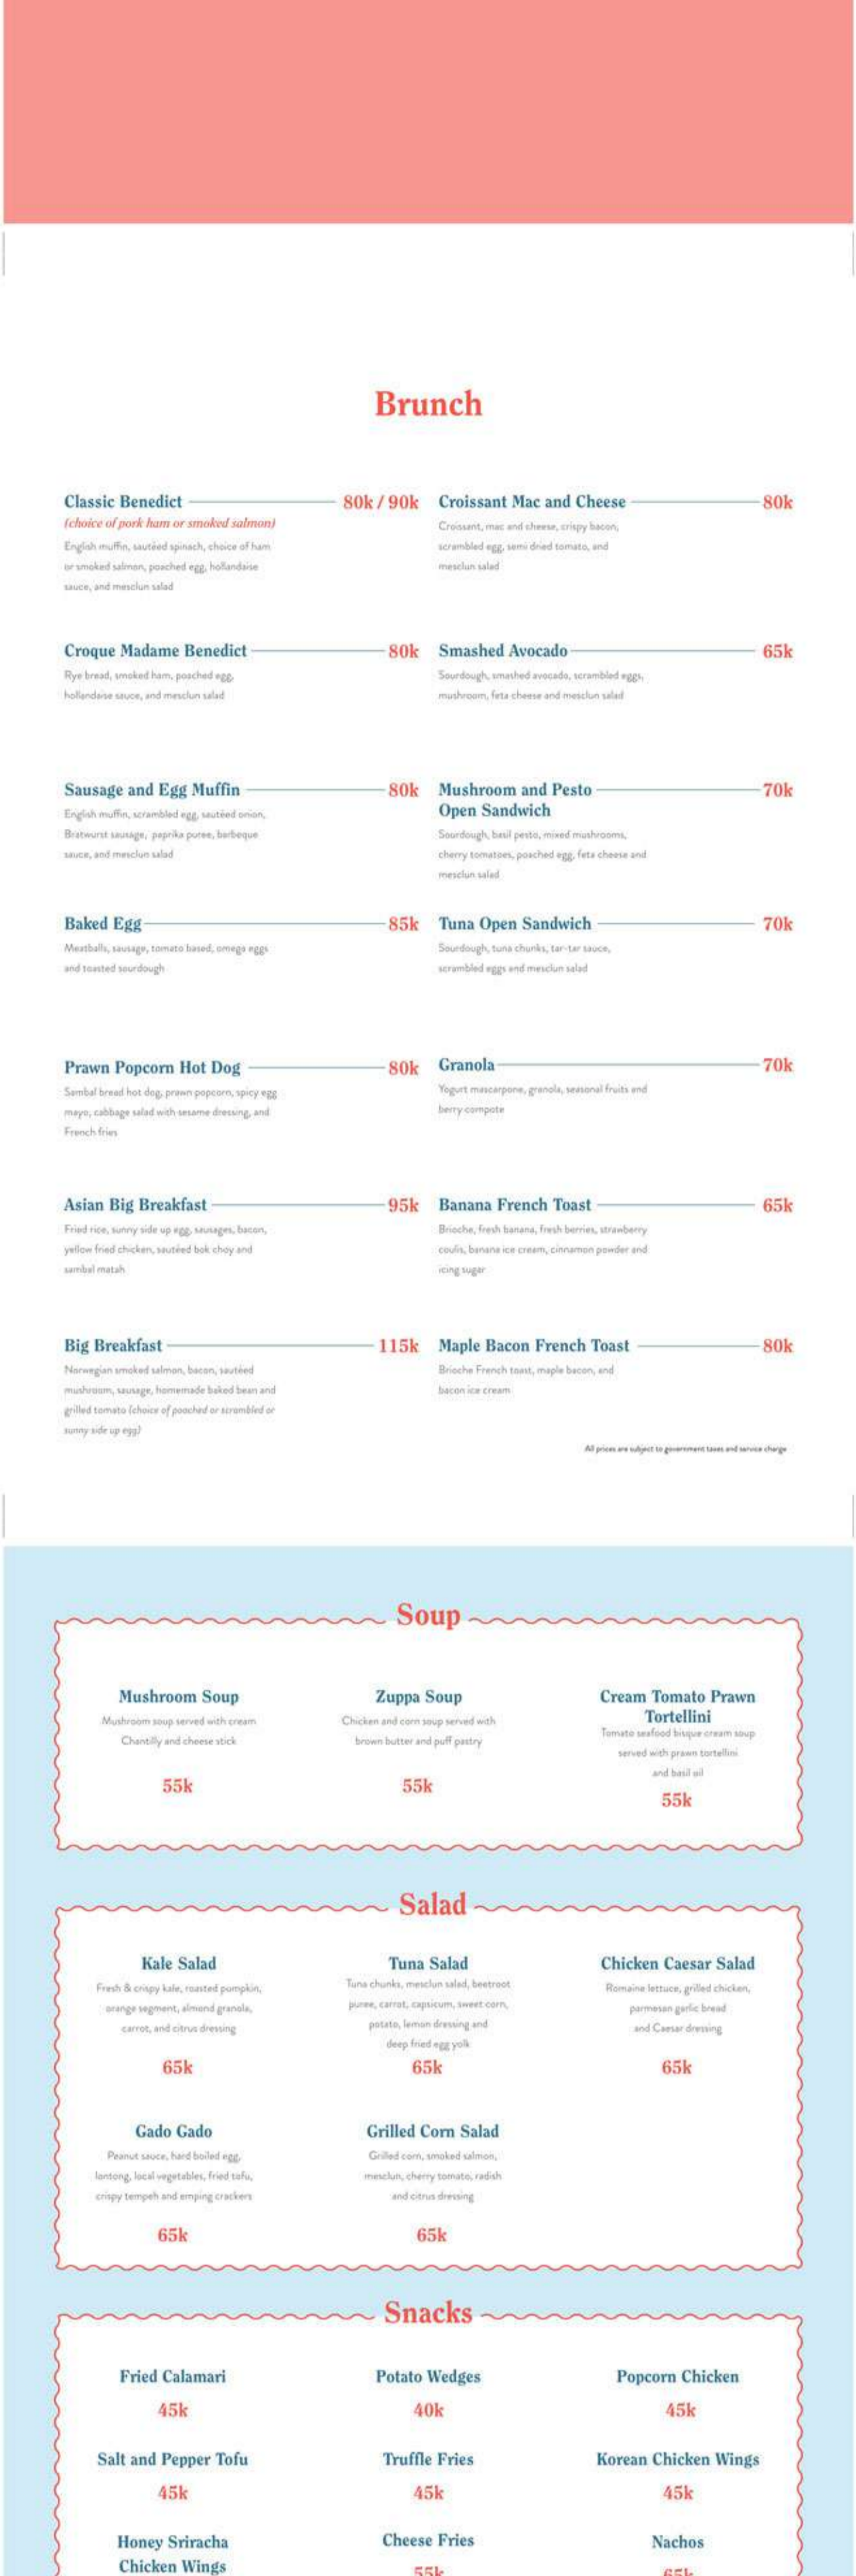 Brunch
Classic Benedict 80k / 90k
(choice of pork ham or smoked salmon)
English muffin, sautéed spinach, choice of ham
or smoked salmon, poached egg, hollandaise
sauce, and mesclun salad
Croissant Mac and Cheese 80k
Croissant, mac and cheese, crispy bacon,
scrambled egg, semi dried tomato, and
mesclun salad
Croque Madame Benedict 80k
Rye bread, smoked ham, poached egg,
hollandaise sauce, and mesclun salad
Smashed Avocado 65k
Sourdough, smashed avocado, scrambled eggs,
mushroom, feta cheese and mesclun salad
Sausage and Egg Muffin 80k
English muffin, scrambled egg, sautéed onion,
Bratwurst sausage, paprika puree, barbeque
sauce, and mesclun salad
Mushroom and Pesto 70k
Open Sandwich
Sourdough, basil pesto, mixed mushrooms,
cherry tomatoes, poached egg, feta cheese and
mesclun salad
Baked Egg 85k
Meatballs, sausage, tomato based, omega eggs
and toasted sourdough
Tuna Open Sandwich 70k
Sourdough, tuna chunks, tar-tar sauce,
scrambled eggs and mesclun salad
Prawn Popcorn Hot Dog 80k
Sambal bread hot dog, prawn popcorn, spicy egg
mayo, cabbage salad with sesame dressing, and
French fries
Granola 70k
Yogurt mascarpone, granola, seasonal fruits and
berry compote
Asian Big Breakfast 95k
Fried rice, sunny side up egg, sausages, bacon,
yellow fried chicken, sautéed bok choy and
sambal matah
Banana French Toast 65k
Brioche, fresh banana, fresh berries, strawberry
coulis, banana ice cream, cinnamon powder and
icing sugar
Big Breakfast 115k
Norwegian smoked salmon, bacon, sautéed
mushroom, sausage, homemade baked bean and
grilled tomato (choice of poached or scrambled or
sunny side up egg)
Maple Bacon French Toast 80k
Brioche French toast, maple bacon, and
bacon ice cream
All prices are subject to government taxes and service charge
Soup
Mushroom Soup
Mushroom soup served with cream
Chantilly and cheese stick
55k
Zuppa Soup
Chicken and corn soup served with
brown butter and puff pastry
55k
Cream Tomato Prawn
Tortellini
Tomato seafood bisque cream soup
served with prawn tortellini
and basil oil
55k
Salad
Kale Salad
Fresh & crispy kale, roasted pumpkin,
orange segment, almond granola,
carrot, and citrus dressing
65k
Tuna Salad
Tuna chunks, mesclun salad, beetroot
puree, carrot, capsicum, sweet corn,
potato, lemon dressing and
deep fried egg yolk
65k
Chicken Caesar Salad
Romaine lettuce, grilled chicken,
parmesan garlic bread
and Caesar dressing
65k
Gado Gado
Peanut sauce, hard boiled egg,
lontong, local vegetables, fried tofu,
crispy tempeh and emping crackers
65k
Grilled Corn Salad
Grilled corn, smoked salmon,
mesclun, cherry tomato, radish
and citrus dressing
65k
Snacks
Fried Calamari
45k
Potato Wedges
40k
Popcorn Chicken
45k
Salt and Pepper Tofu
45k
Truffle Fries
45k
Korean Chicken Wings
45k
Honey Sriracha
Chicken Wings
Cheese Fries
55k
Nachos
65k